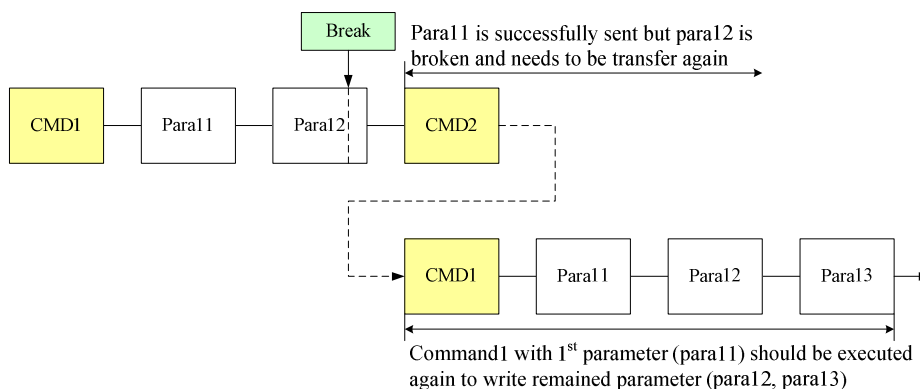 Break
Para11 is successfully sent but para12 is
broken and needs to be transfer again
CMD1
Para11
Para12
CMD2
CMD1
Para11
Para12
Para13
Command1 with 1st parameter (para11) should be executed
again to write remained parameter (para12, para13)